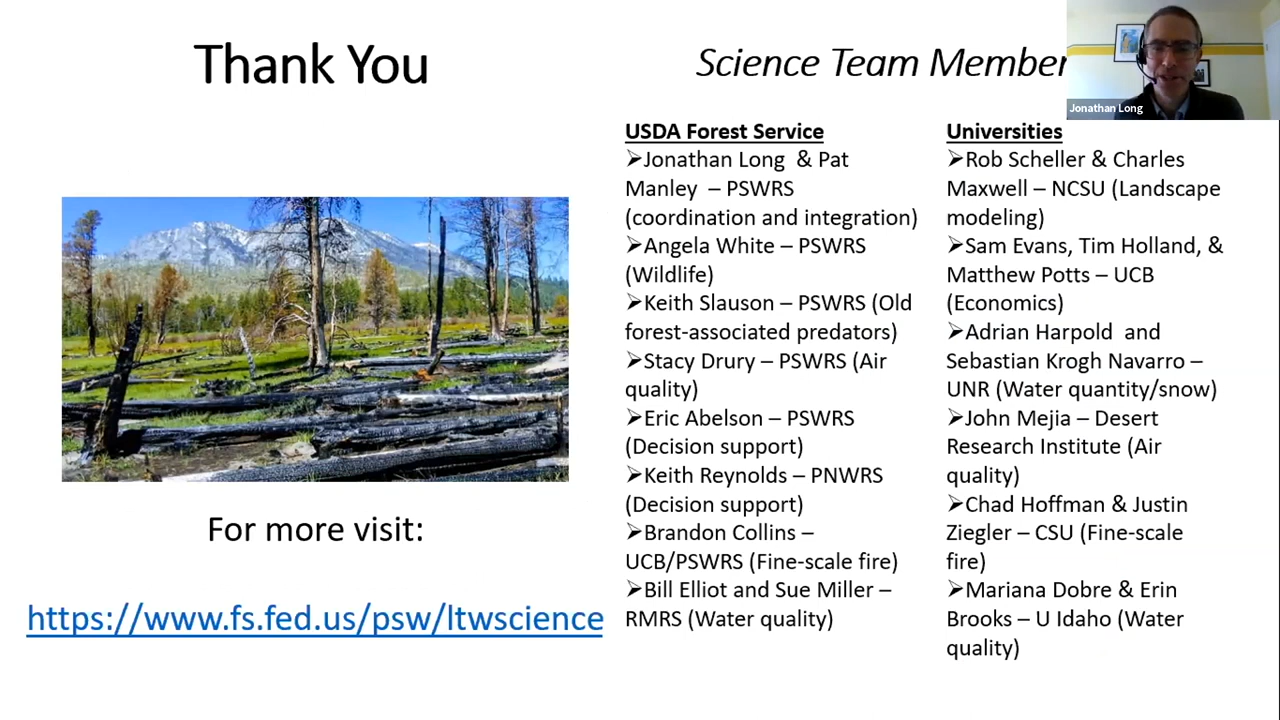 Thank You
For more visit:
https://www.fs.fed.us/psw/ltwscience
Science Team Member
USDA Forest Service
➢Jonathan Long & Pat
Manley – PSWRS
(coordination and integration)
➢Angela White – PSWRS
(Wildlife)
➢Keith Slauson – PSWRS (Old
forest-associated predators)
➢Stacy Drury – PSWRS (Air
quality)
➢Eric Abelson – PSWRS
(Decision support)
➢Keith Reynolds – PNWRS
(Decision support)
➢Brandon Collins –
UCB/PSWRS (Fine-scale fire)
➢Bill Elliot and Sue Miller –
RMRS (Water quality)
Universities
➢Rob Scheller & Charles
Maxwell – NCSU (Landscape
modeling)
➢Sam Evans, Tim Holland, &
Matthew Potts – UCB
(Economics)
➢Adrian Harpold and
Sebastian Krogh Navarro –
UNR (Water quantity/snow)
➢John Mejia – Desert
Research Institute (Air
quality)
➢Chad Hoffman & Justin
Ziegler – CSU (Fine-scale
fire)
➢Mariana Dobre & Erin
Brooks – U Idaho (Water
quality)
Jonathan Long